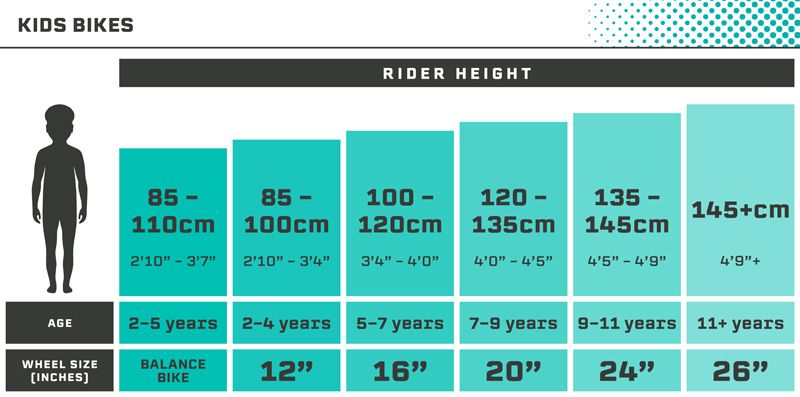 KIDS BIKES
RIDER HEIGHT
85 –
110cm
2’10” – 3’7”
85 –
100cm
2’10” – 3’4”
100 –
120cm
3’4” – 4’0”
120 –
135cm
4’0” – 4’5”
135 –
145cm
4’5” – 4’9”
145+cm
4’9”+
AGE
2–5 years
2–4 years
5–7 years
7–9 years
9–11 years
11+ years
WHEEL SIZE
[INCHES]
BALANCE
BIKE
12”
16”
20”
24”
26”